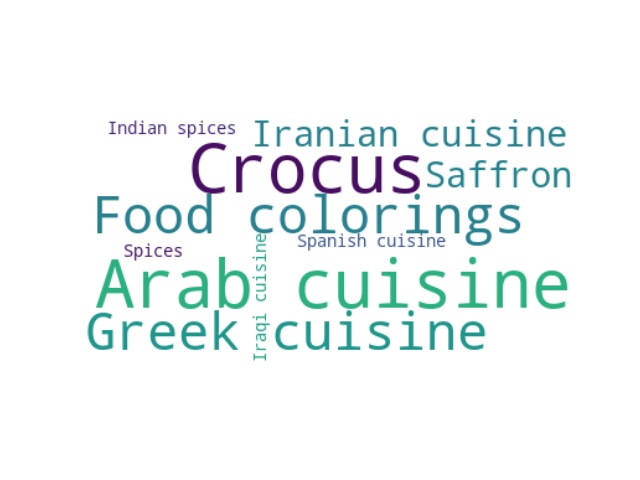 Indian spices
Iranian cuisine
Crocus
Saffron
Food colorings
Spanish cuisine
Spices
Arab cuisine
Iraqi cuisine
Greek cuisine